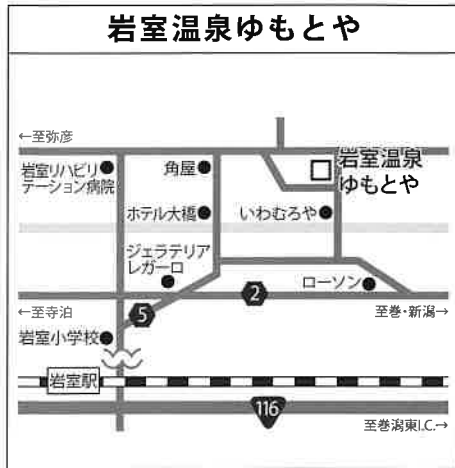 岩室温泉ゆもとや
←至弥彦
岩室リハビリ
テーション病院
角屋
岩室温泉
ゆもとや
ホテル大橋
いわむろや
ジェラテリア
レガーロ
ローソン
2
5
←至寺泊
至巻・新潟→
岩室小学校
岩室駅
116
至巻潟東I.C.→